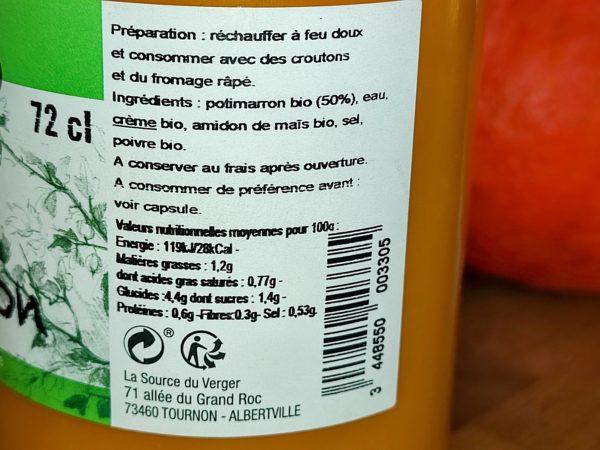 Préparation : réchauffer à feu doux
et consommer avec des croutons
et du fromage râpé.
Ingrédients : potimarron bio (50%), eau,
crème bio, amidon de maïs bio, sel,
poivre bio.
A conserver au frais après ouverture.
A consommer de préférence avant :
voir capsule.
Valeurs nutritionnelles moyennes pour 100g :
Energie : 119kJ/28kCal -
Matières grasses : 1,2g
dont acides gras saturés : 0,77g -
Glucides :4,4g dont sucres : 1,4g -
Protéines : 0,6g -Fibres:0.3g- Sel : 0,53g
72 cl
on
®
La Source du Verger
71 allée du Grand Roc
73460 TOURNON - ALBERTVILLE
3 448550 003305